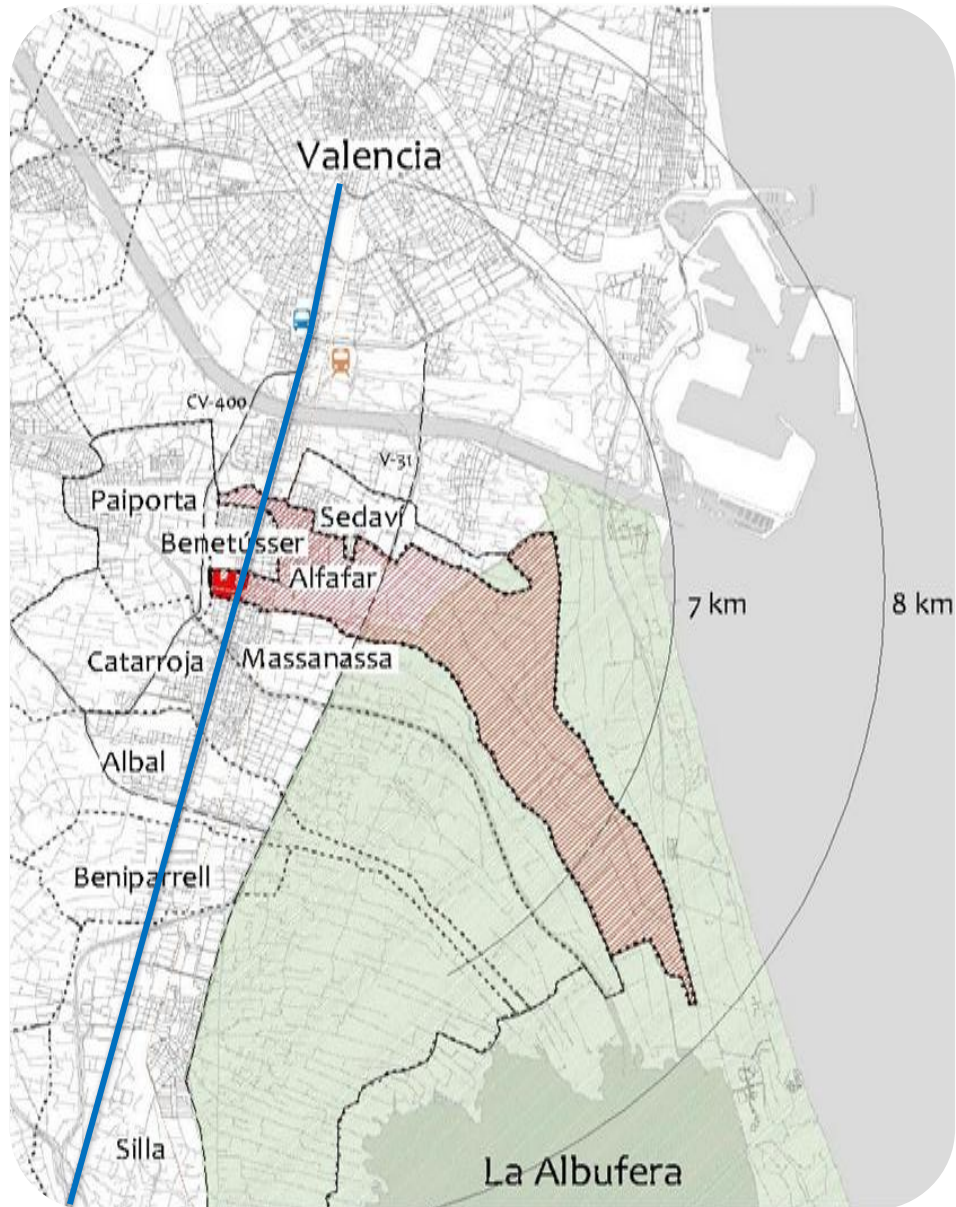 Valencia
CV-400
V-31
Paiporta
Sedaví
Benetússer
Alfafar
7 km
8 km
Catarroja
Massanassa
Albal
Beniparrell
Silla
La Albufera